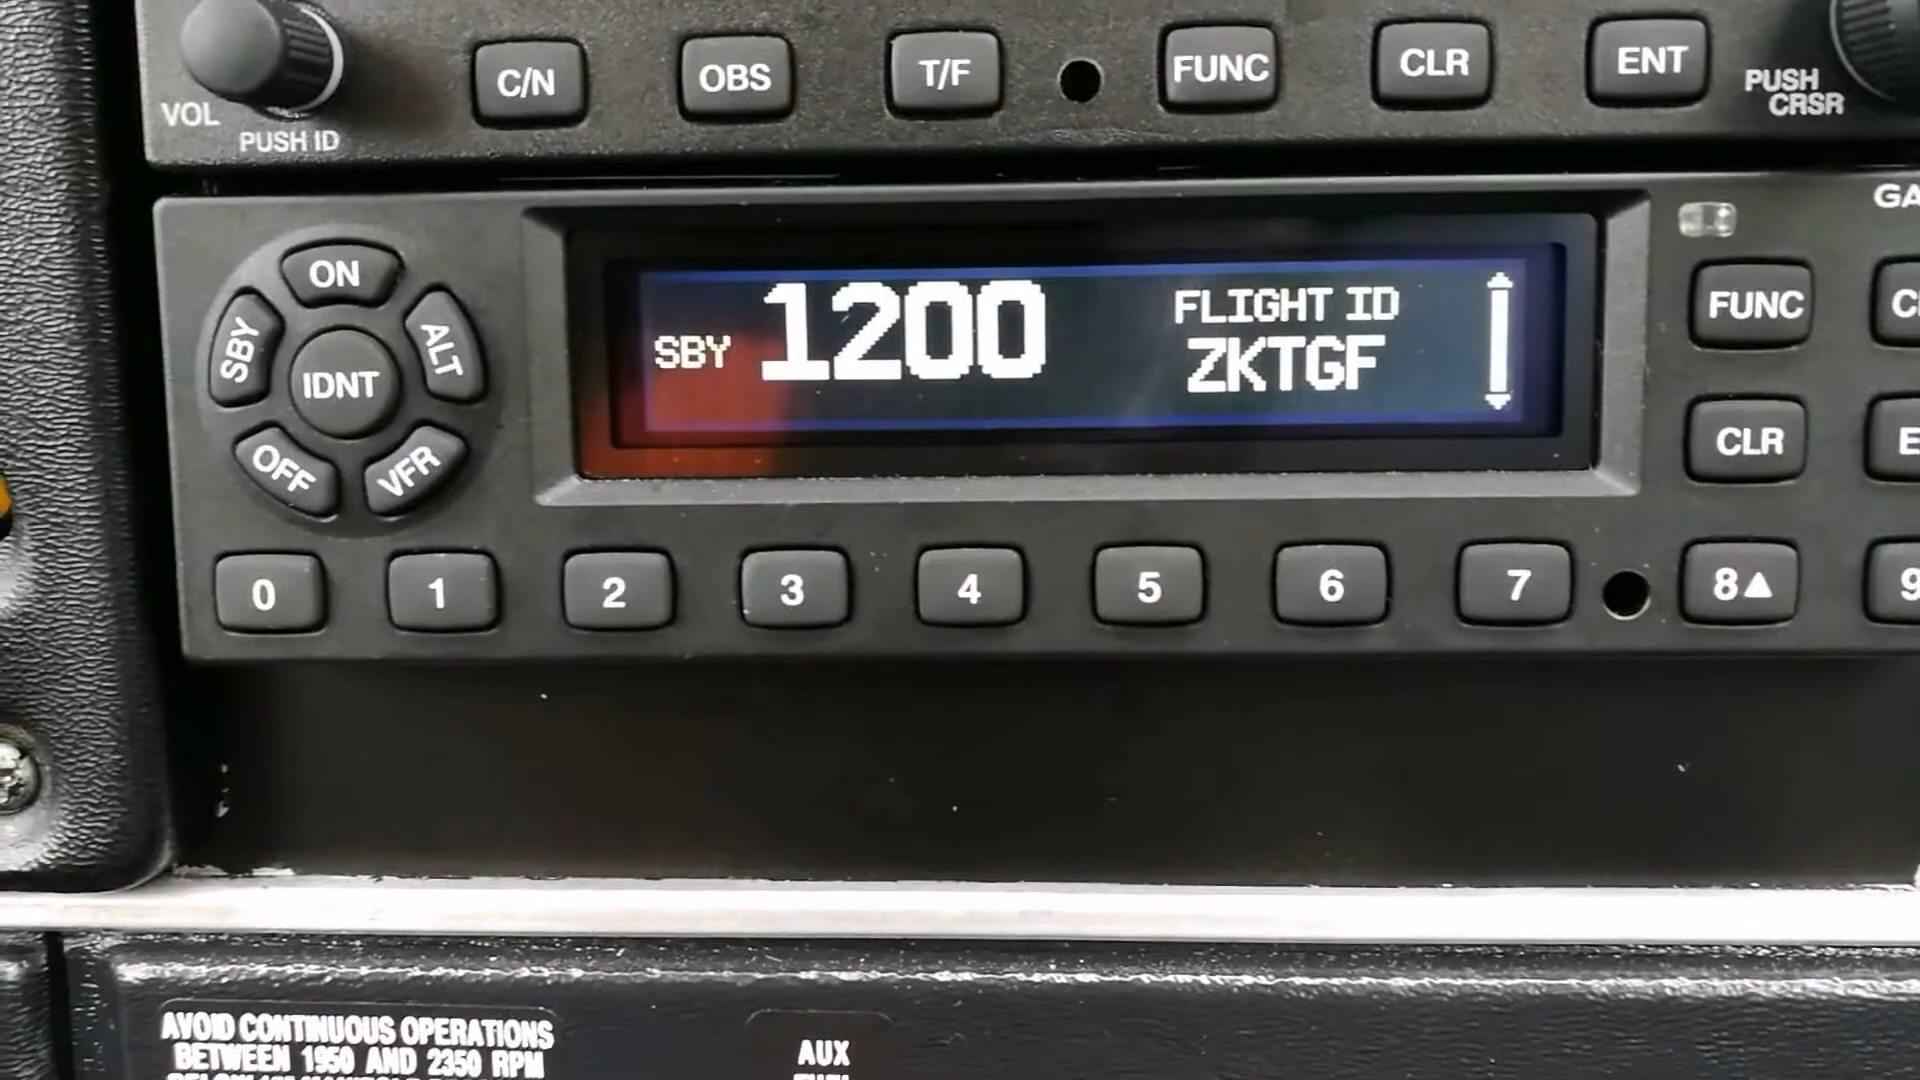 VOL
PUSH ID
C/N
OBS
T/F
FUNC
CLR
ENT
PUSH
CRSR
ON
SBY
ALT
IDNT
OFF
VFR
SBY
1200
FLIGHT ID
ZKTGF
FUNC
CLR
0
1
2
3
4
5
6
7
8▲
9
AVOID CONTINUOUS OPERATIONS
BETWEEN 1950 AND 2350 RPM
AUX